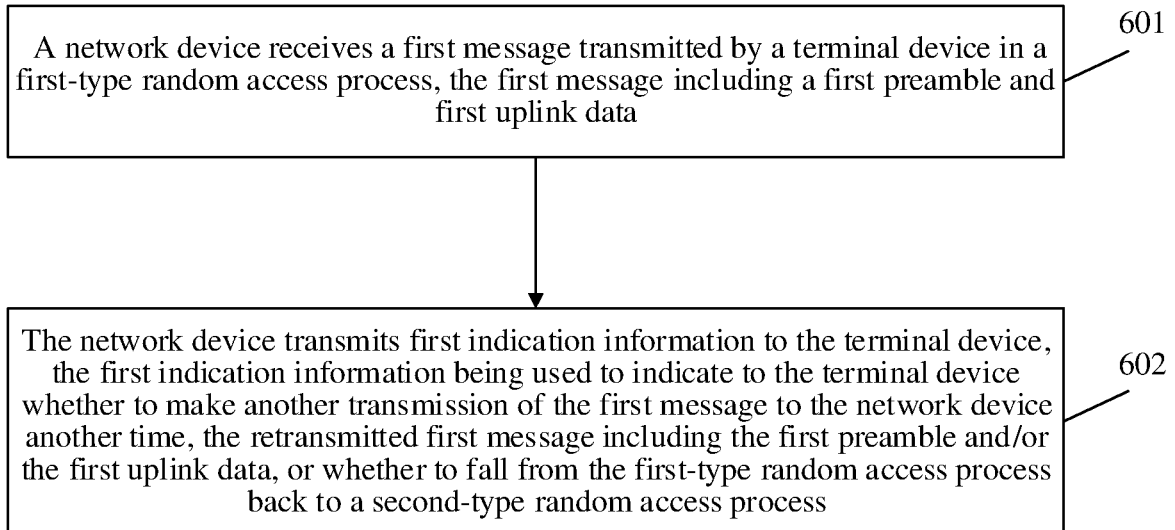 601
A network device receives a first message transmitted by a terminal device in a
first-type random access process, the first message including a first preamble and
first uplink data
602
The network device transmits first indication information to the terminal device,
the first indication information being used to indicate to the terminal device
whether to make another transmission of the first message to the network device
another time, the retransmitted first message including the first preamble and/or
the first uplink data, or whether to fall from the first-type random access process
back to a second-type random access process